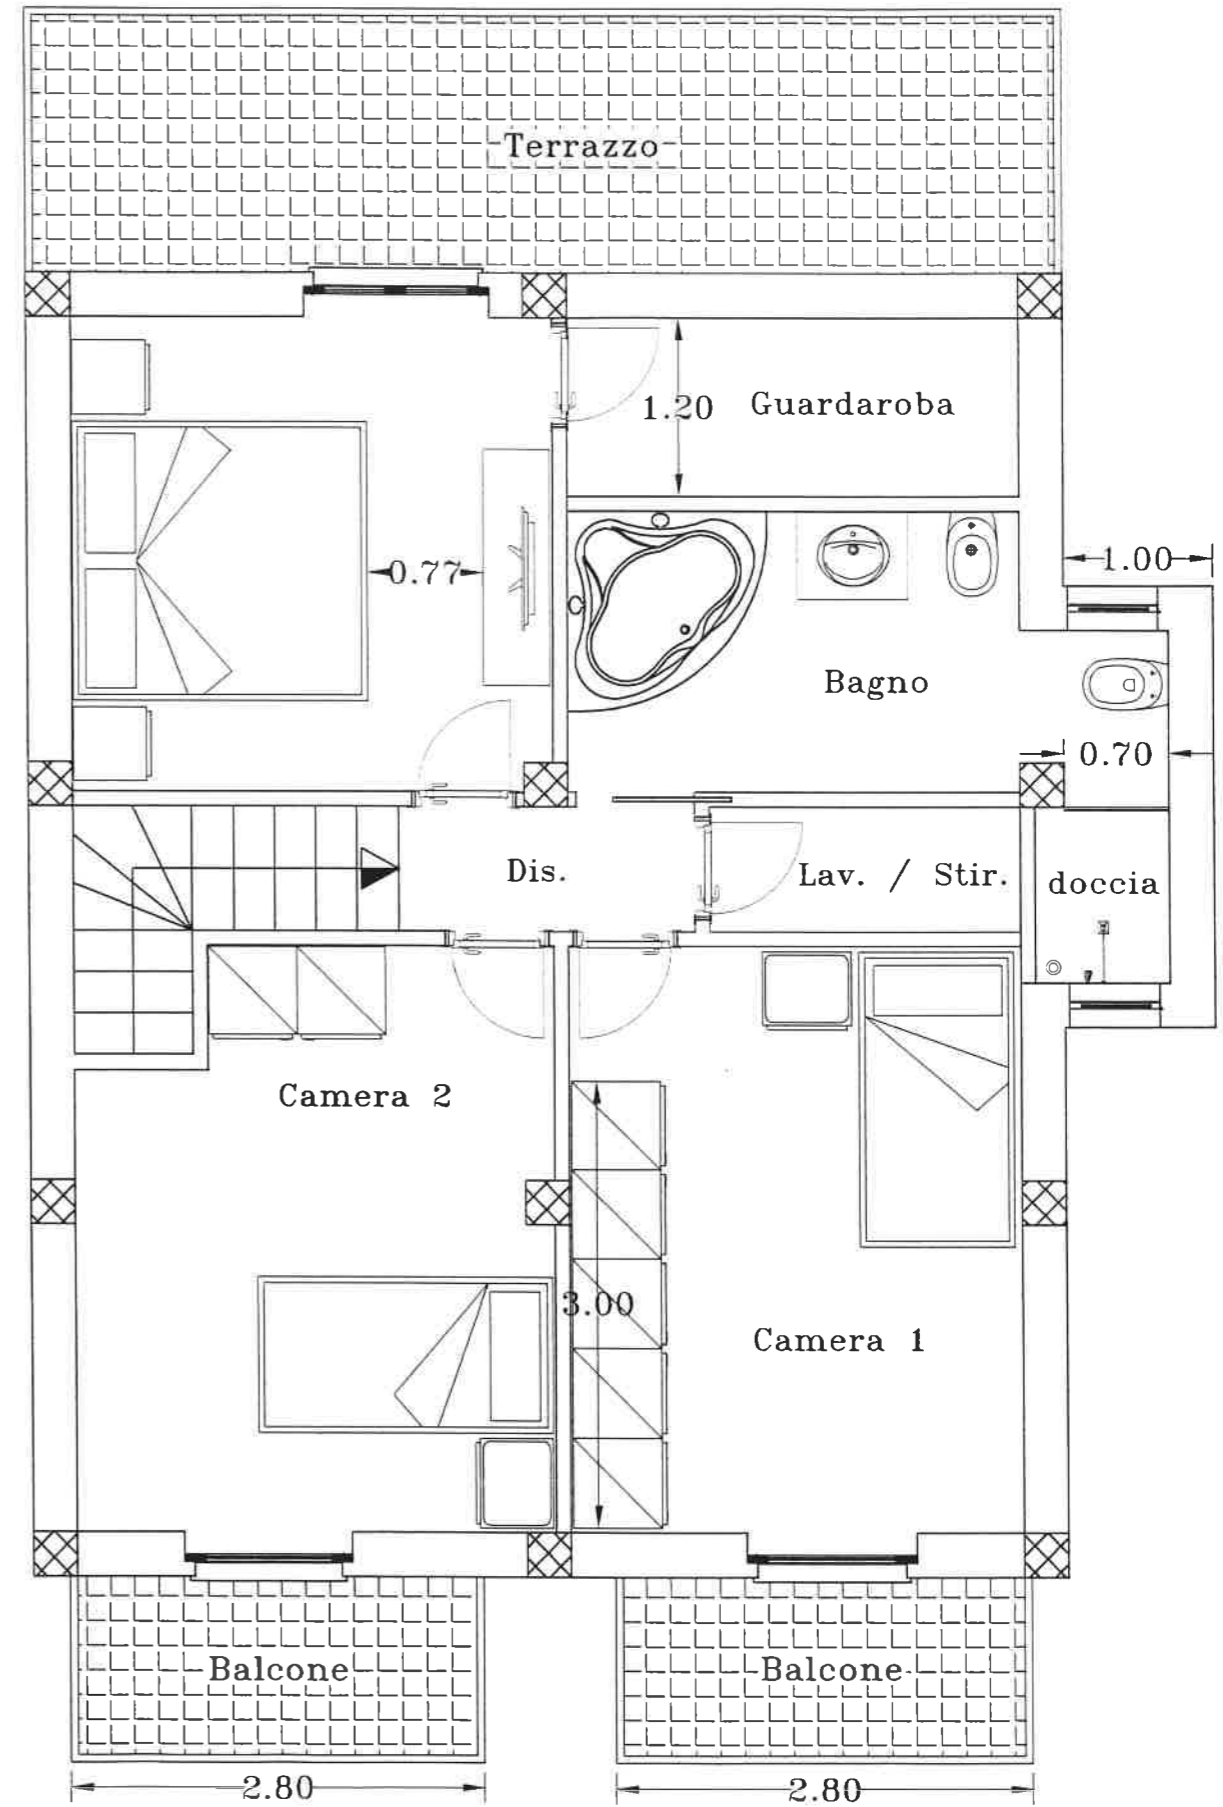 Terrazzo
1.20
Guardaroba
0.77
1.00
Bagno
0.70
Dis.
Lav. / Stir.
doccia
Camera 2
3.00
Camera 1
Balcone
Balcone
2.80
2.80